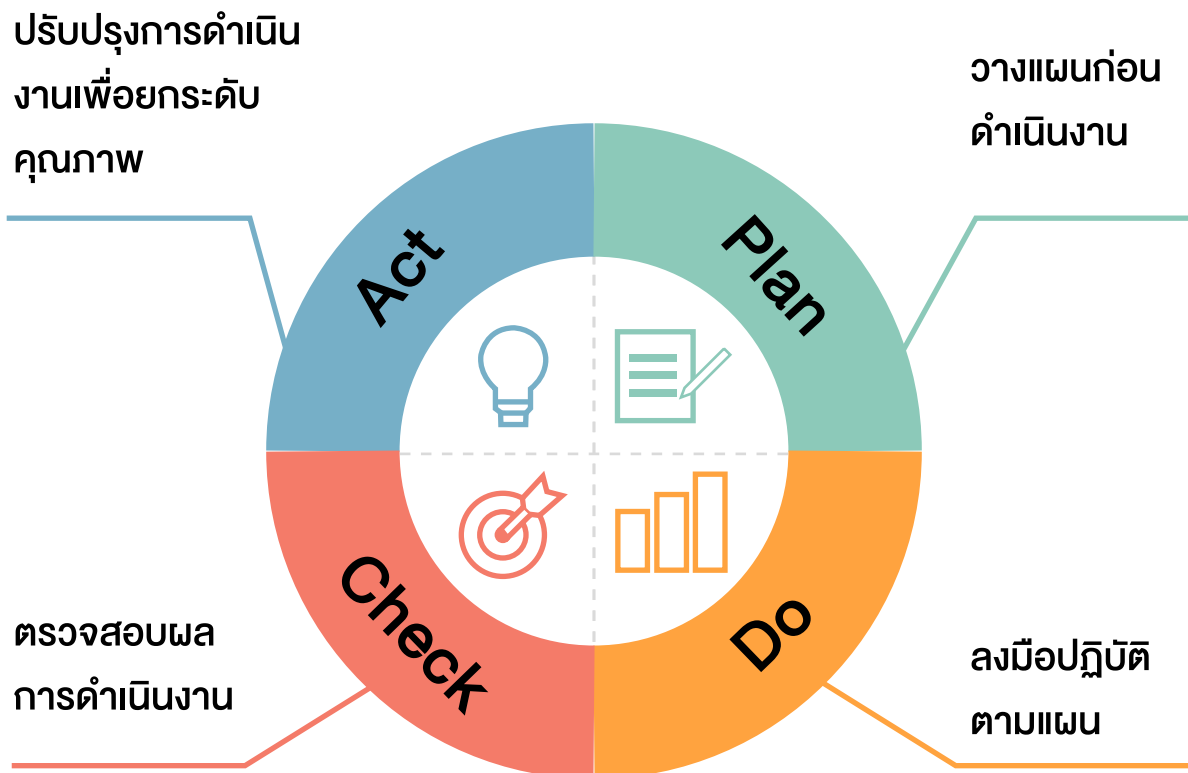 ปรับปรุงการดำเนิน
งานเพื่อยกระดับ
คุณภาพ
วางแผนก่อน
ดำเนินงาน
Act
Plan
Check
Do
ตรวจสอบผล
การดำเนินงาน
ลงมือปฏิบัติ
ตามแผน